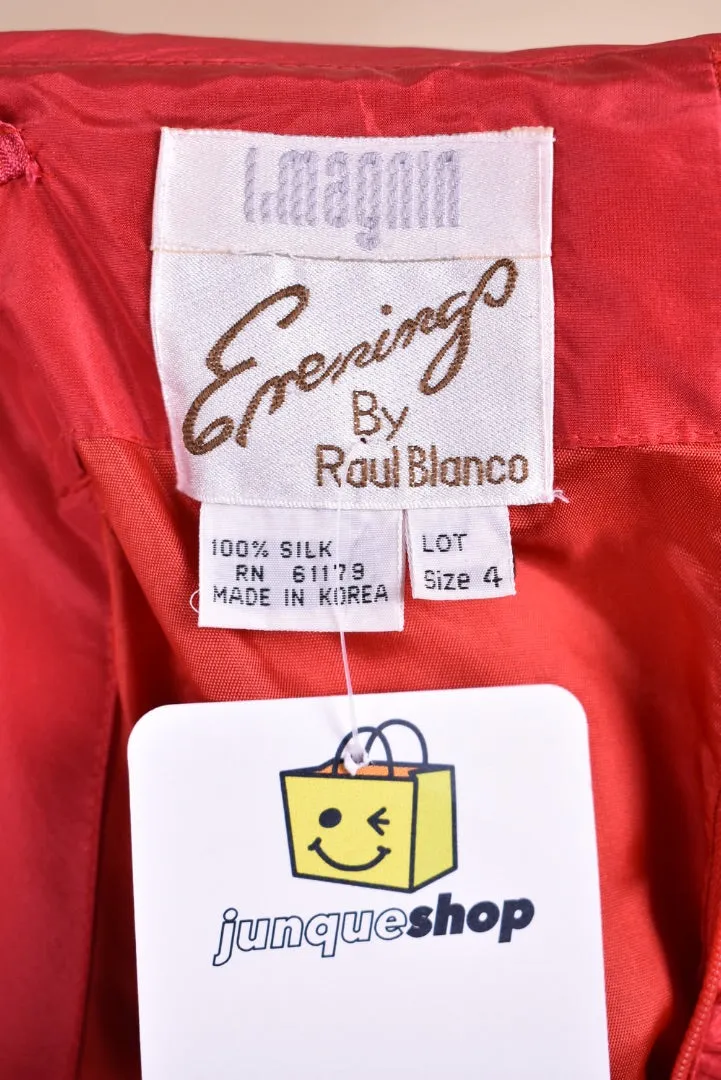 I. magnin
Evenings
By
Raul Blanco
100% SILK
RN 61179
MADE IN KOREA
LOT
Size 4
junqueshop